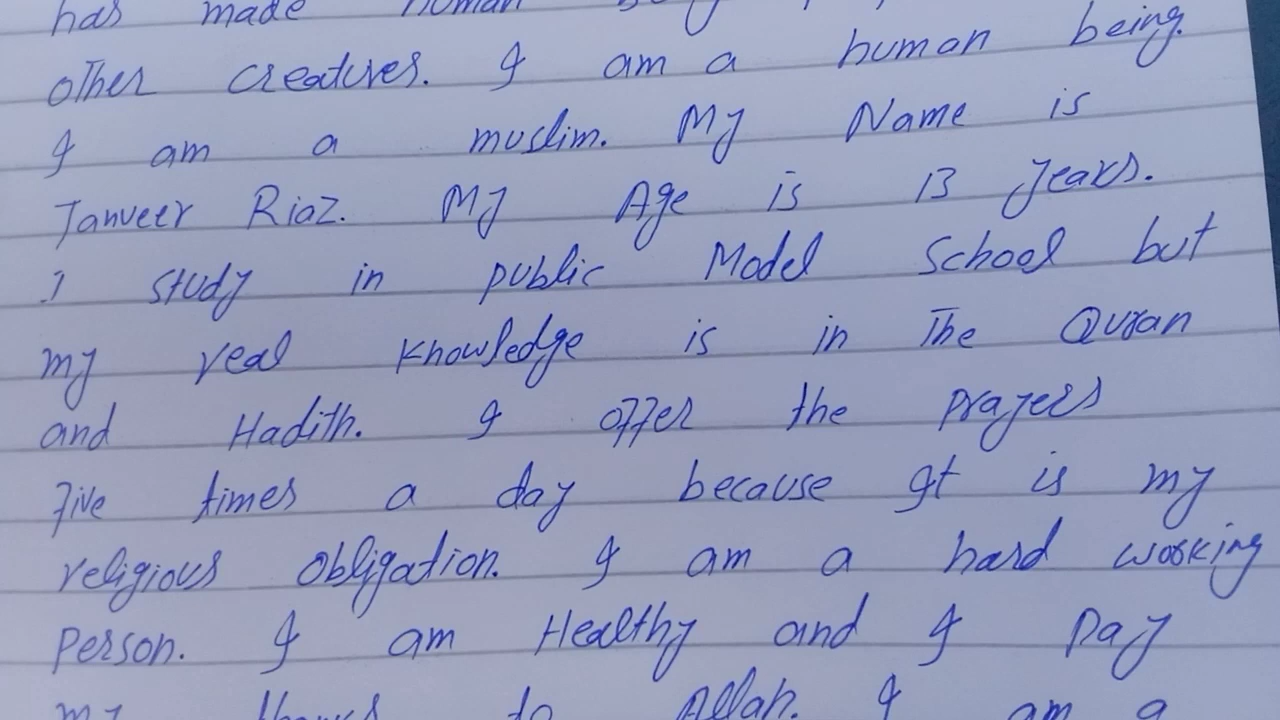 has made human
other creatures. I am a human being.
I am a muslim. My Name is
Tanveer Riaz. My Age is 13 years.
I study in public Model School but
my real knowledge is in The Quran
and Hadith. I offer the prayers
five times a day because It is my
religious obligation. I am a hard working
person. I am Healthy and I Pay
my thanks to Allah. I am a